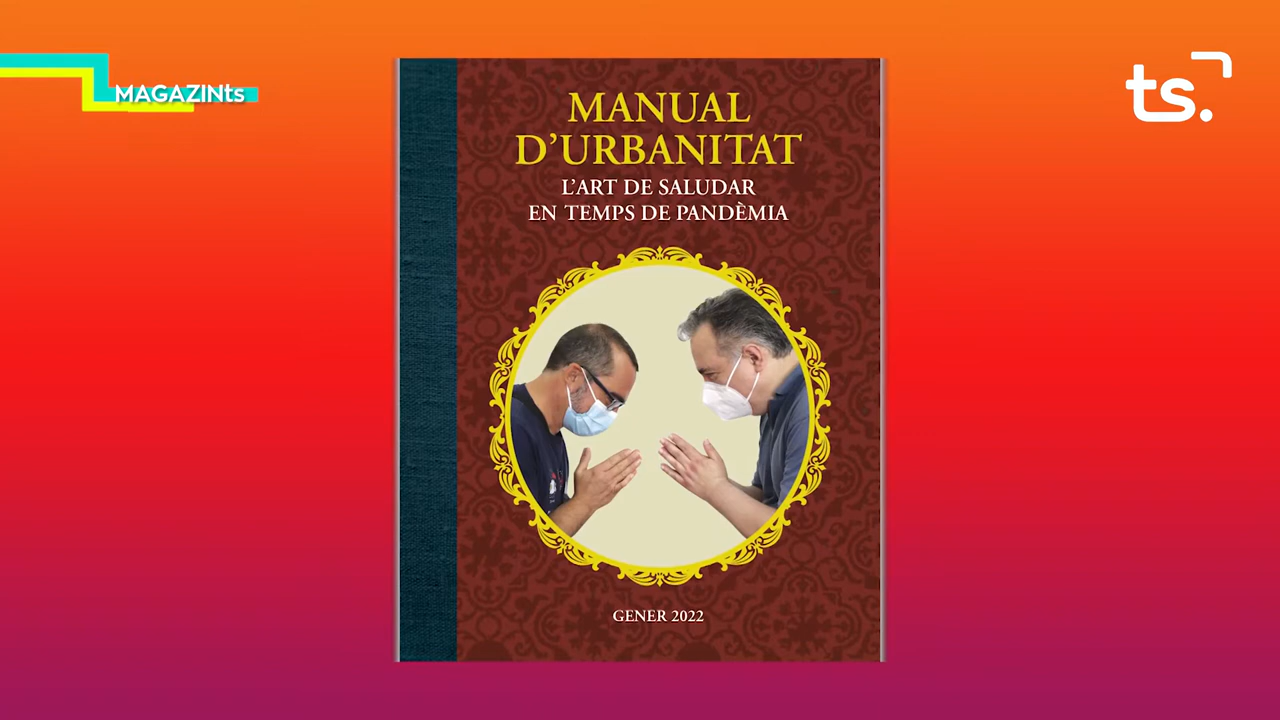 MAGAZINts
ts.
MANUAL
D'URBANITAT
L'ART DE SALUDAR
EN TEMPS DE PANDÈMIA
GENER 2022